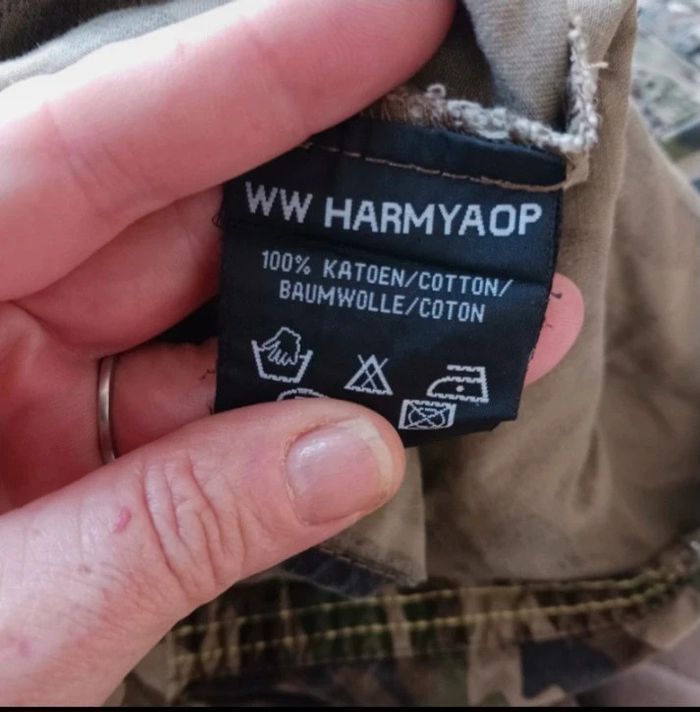 WW HARMYAOP
100% KATOEN/COTTON/
BAUMWOLLE/COTON